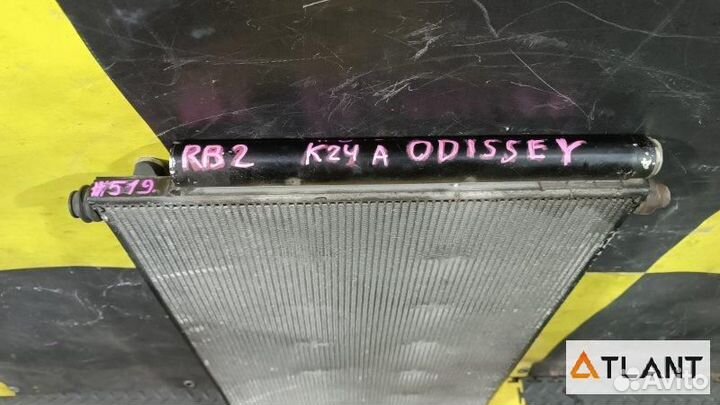 RB2 K24A ODISSEY
#519.
ATLANT
Avito